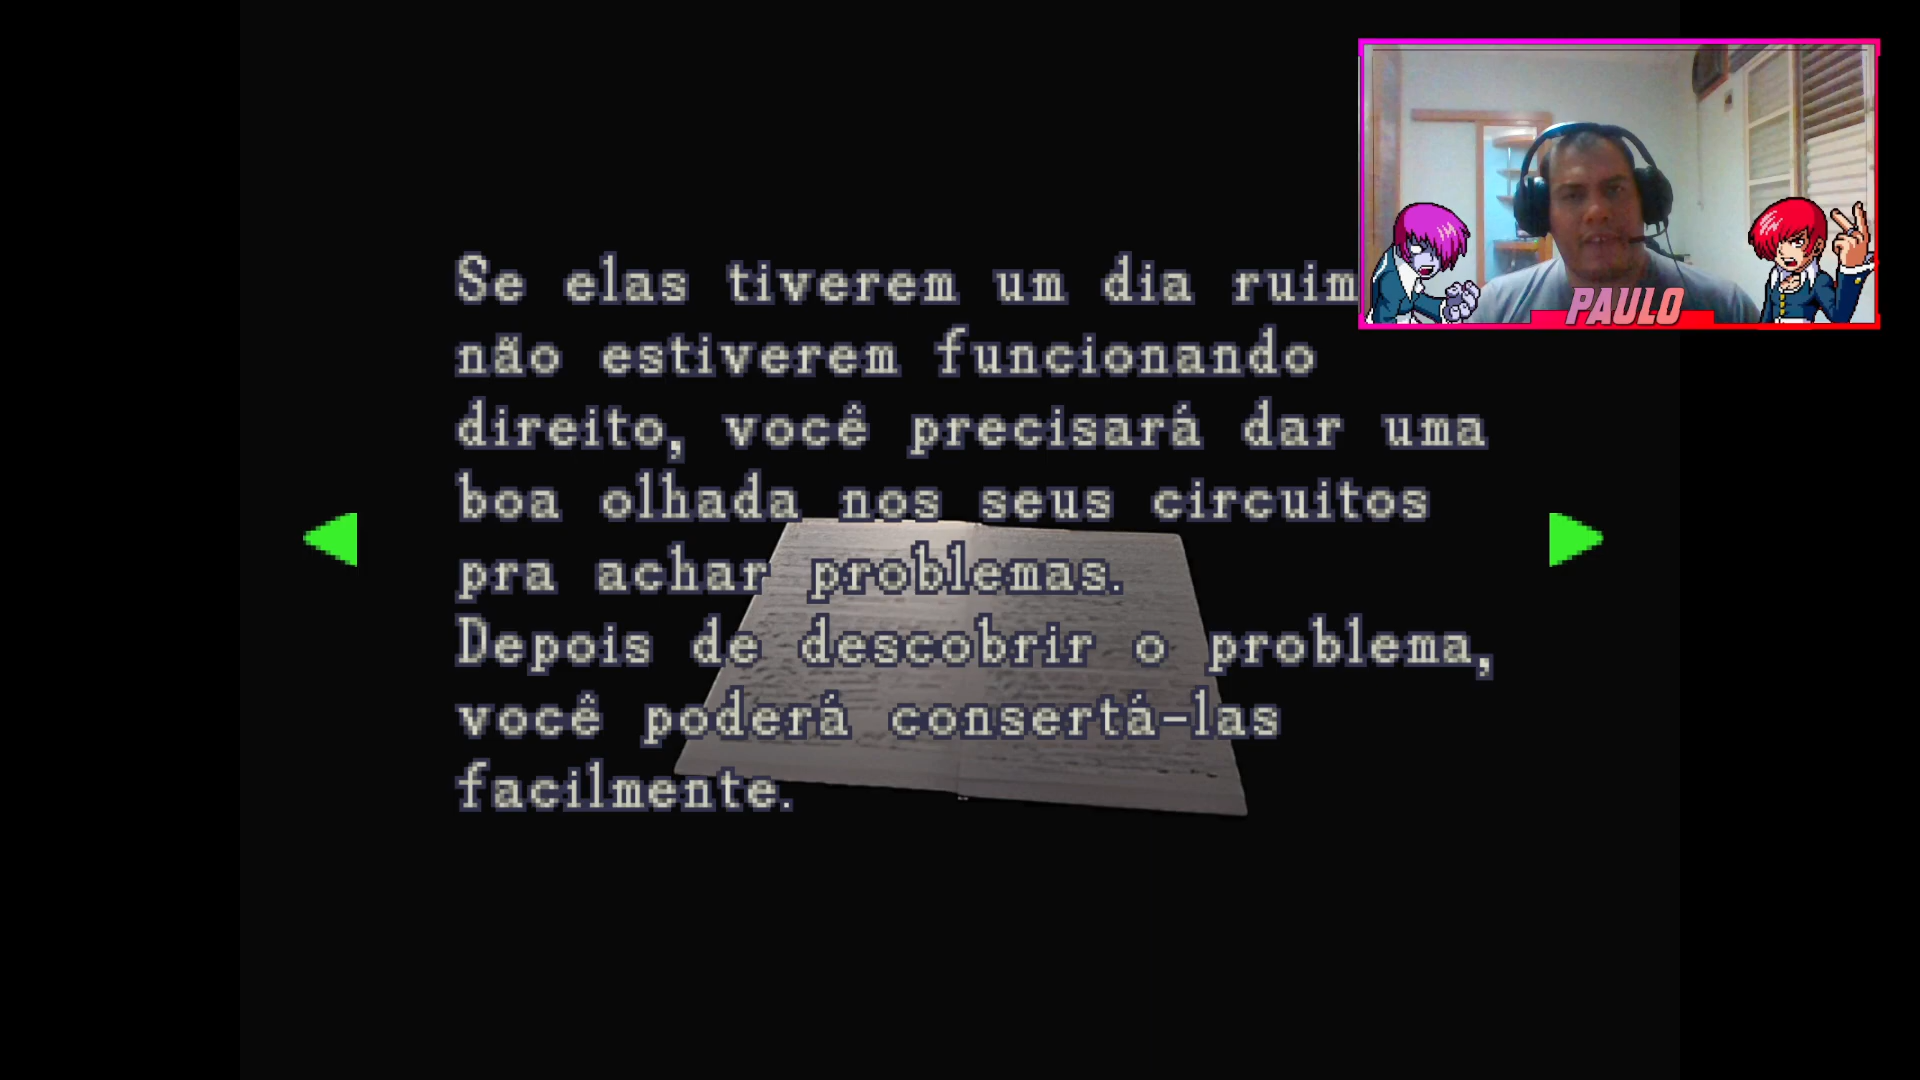 Se elas tiverem um dia ruim
não estiverem funcionando
direito, você precisará dar uma
boa olhada nos seus circuitos
pra achar problemas.
Depois de descobrir o problema,
você poderá consertá-las
facilmente.
PAULO